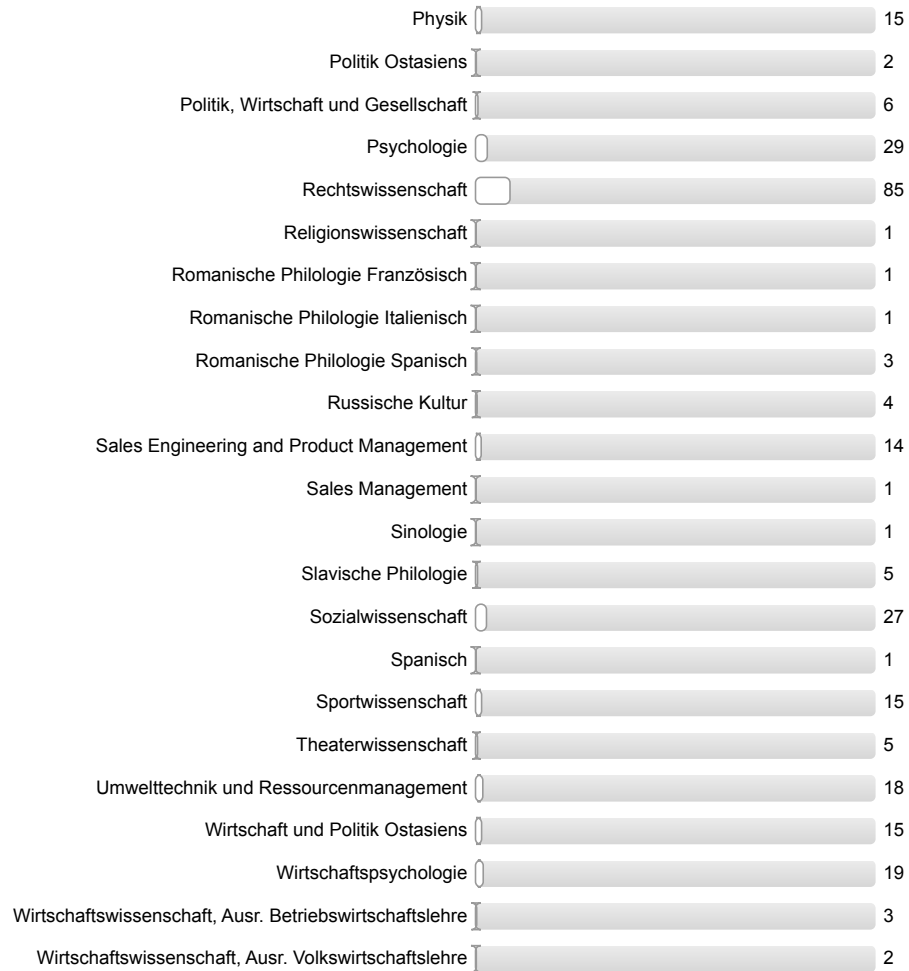 Physik 15
Politik Ostasiens 2
Politik, Wirtschaft und Gesellschaft 6
Psychologie 29
Rechtswissenschaft 85
Religionswissenschaft 1
Romanische Philologie Französisch 1
Romanische Philologie Italienisch 1
Romanische Philologie Spanisch 3
Russische Kultur 4
Sales Engineering and Product Management 14
Sales Management 1
Sinologie 1
Slavische Philologie 5
Sozialwissenschaft 27
Spanisch 1
Sportwissenschaft 15
Theaterwissenschaft 5
Umwelttechnik und Ressourcenmanagement 18
Wirtschaft und Politik Ostasiens 15
Wirtschaftspsychologie 19
Wirtschaftswissenschaft, Ausr. Betriebswirtschaftslehre 3
Wirtschaftswissenschaft, Ausr. Volkswirtschaftslehre 2